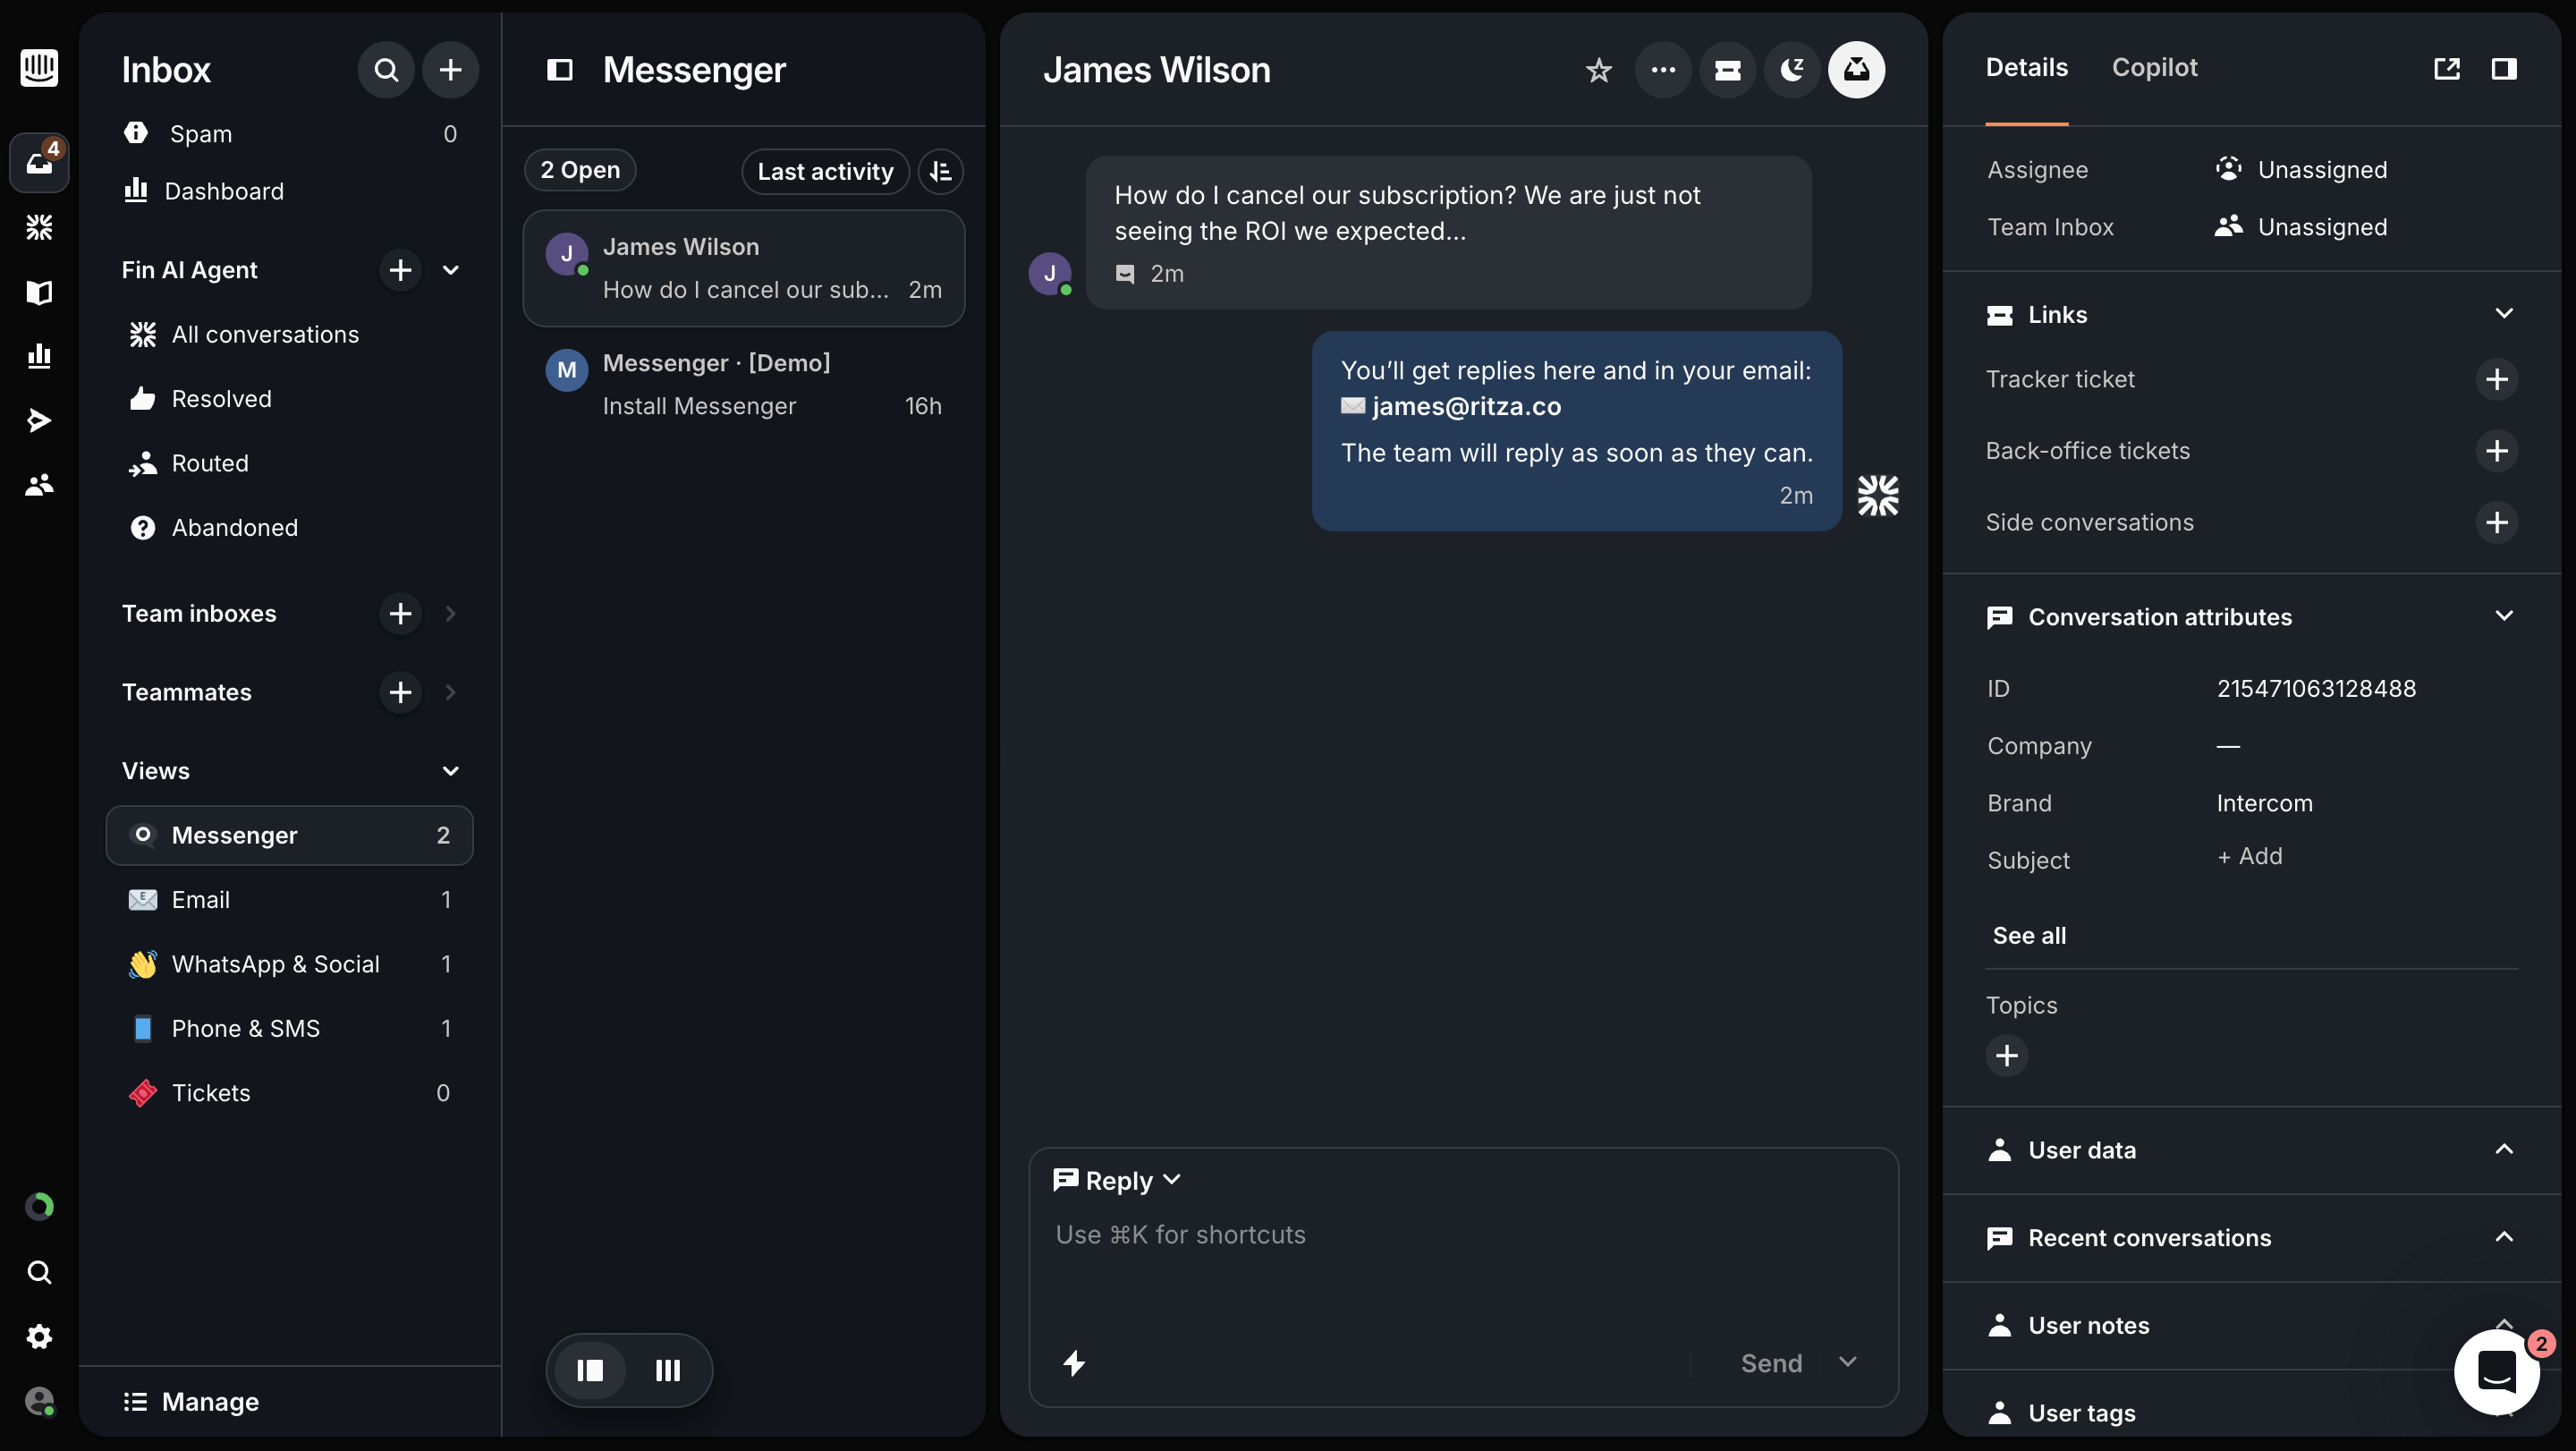 4
Inbox
Spam 0
Dashboard
Fin AI Agent
All conversations
Resolved
Routed
Abandoned
Team inboxes
Teammates
Views
Messenger 2
Email 1
WhatsApp & Social 1
Phone & SMS 1
Tickets 0
Manage
Messenger
2 Open Last activity
J James Wilson
How do I cancel our sub... 2m
M Messenger · [Demo]
Install Messenger 16h
James Wilson
How do I cancel our subscription? We are just not
seeing the ROI we expected...
J 2m
You’ll get replies here and in your email:
james@ritza.co
The team will reply as soon as they can.
2m
Reply
Use ⌘K for shortcuts
Send
Details Copilot
Assignee Unassigned
Team Inbox Unassigned
Links
Tracker ticket
Back-office tickets
Side conversations
Conversation attributes
ID 215471063128488
Company —
Brand Intercom
Subject + Add
See all
Topics
User data
Recent conversations
User notes
2
User tags